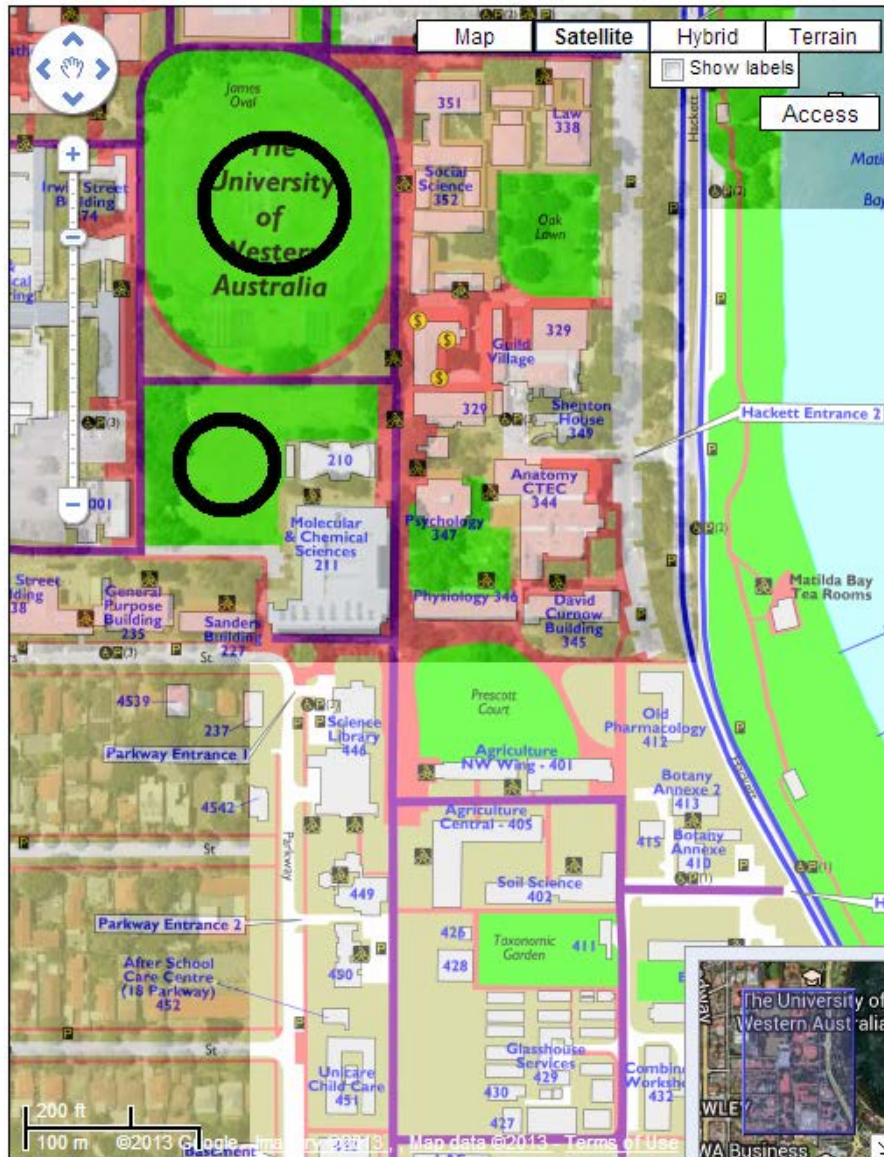 Map
Satellite
Hybrid
Terrain
Show labels
Access
James
Oval
The
University
of
Western
Australia
351
Law
338
Social
Science
352
Oak
Lawn
Hackett
Bay
Street
Building
74
329
Guild
Village
329
Shenton
House
349
Hackett Entrance 2
210
Anatomy
CTEC
344
Psychology
347
Molecular
& Chemical
Sciences
211
001
Physiology 346
David
Curnow
Building
345
Matilda Bay
Tea Rooms
Street
General
Purpose
Building
235
Sanders
Building
227
St
4539
237
Parkway Entrance 1
Science
Library
446
Prescott
Court
Old
Pharmacology
412
Agriculture
NW Wing - 401
Botany
Annexe 2
413
4542
Parkway
St
Agriculture
Central - 405
415
Botany
Annexe
410
449
Soil Science
402
Parkway Entrance 2
426
428
Taxonomic
Garden
411
After School
Care Centre
(18 Parkway)
452
490
St
Unicare
Child Care
451
Glasshouse
Services
429
430
427
432
The University of
Western Australia
WA Business
200 ft
100 m
©2013 Google
Map data ©2013
Terms of Use